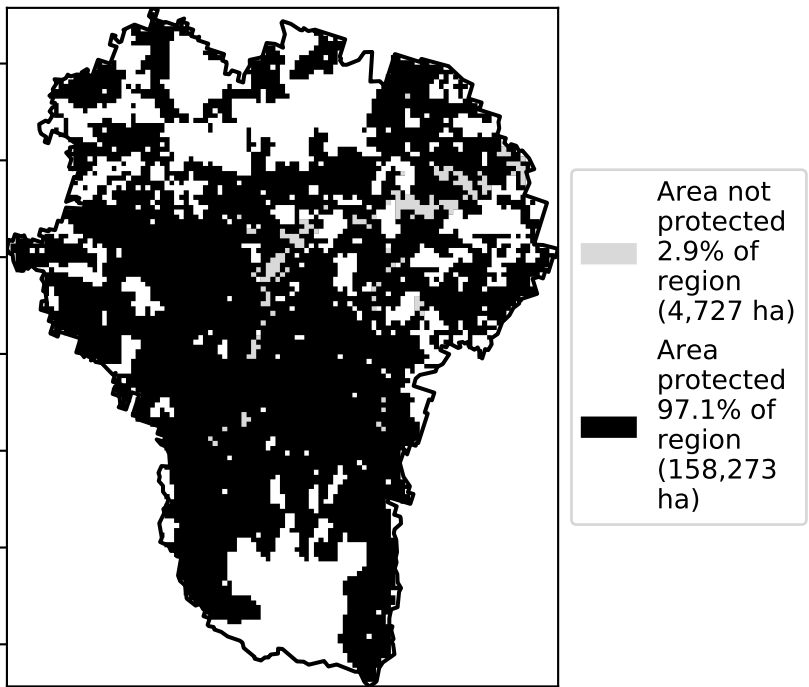 Area not
protected
2.9% of
region
(4,727 ha)
Area
protected
97.1% of
region
(158,273
ha)